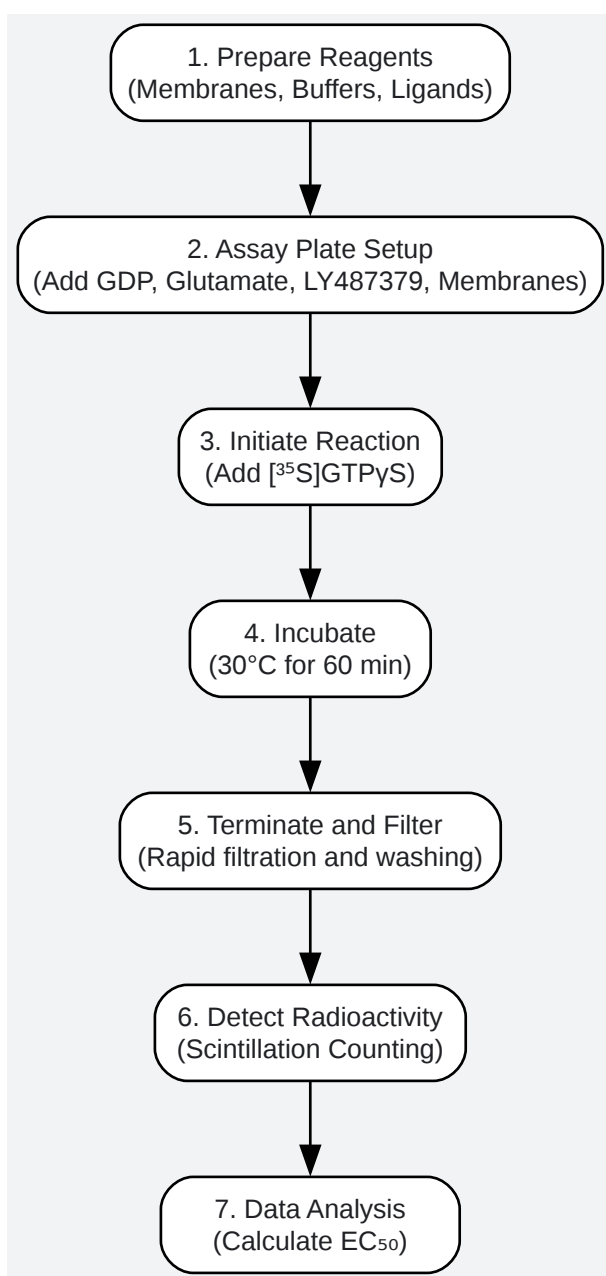 1. Prepare Reagents
(Membranes, Buffers, Ligands)
2. Assay Plate Setup
(Add GDP, Glutamate, LY487379, Membranes)
3. Initiate Reaction
(Add [³⁵S]GTPγS)
4. Incubate
(30°C for 60 min)
5. Terminate and Filter
(Rapid filtration and washing)
6. Detect Radioactivity
(Scintillation Counting)
7. Data Analysis
(Calculate EC₅₀)